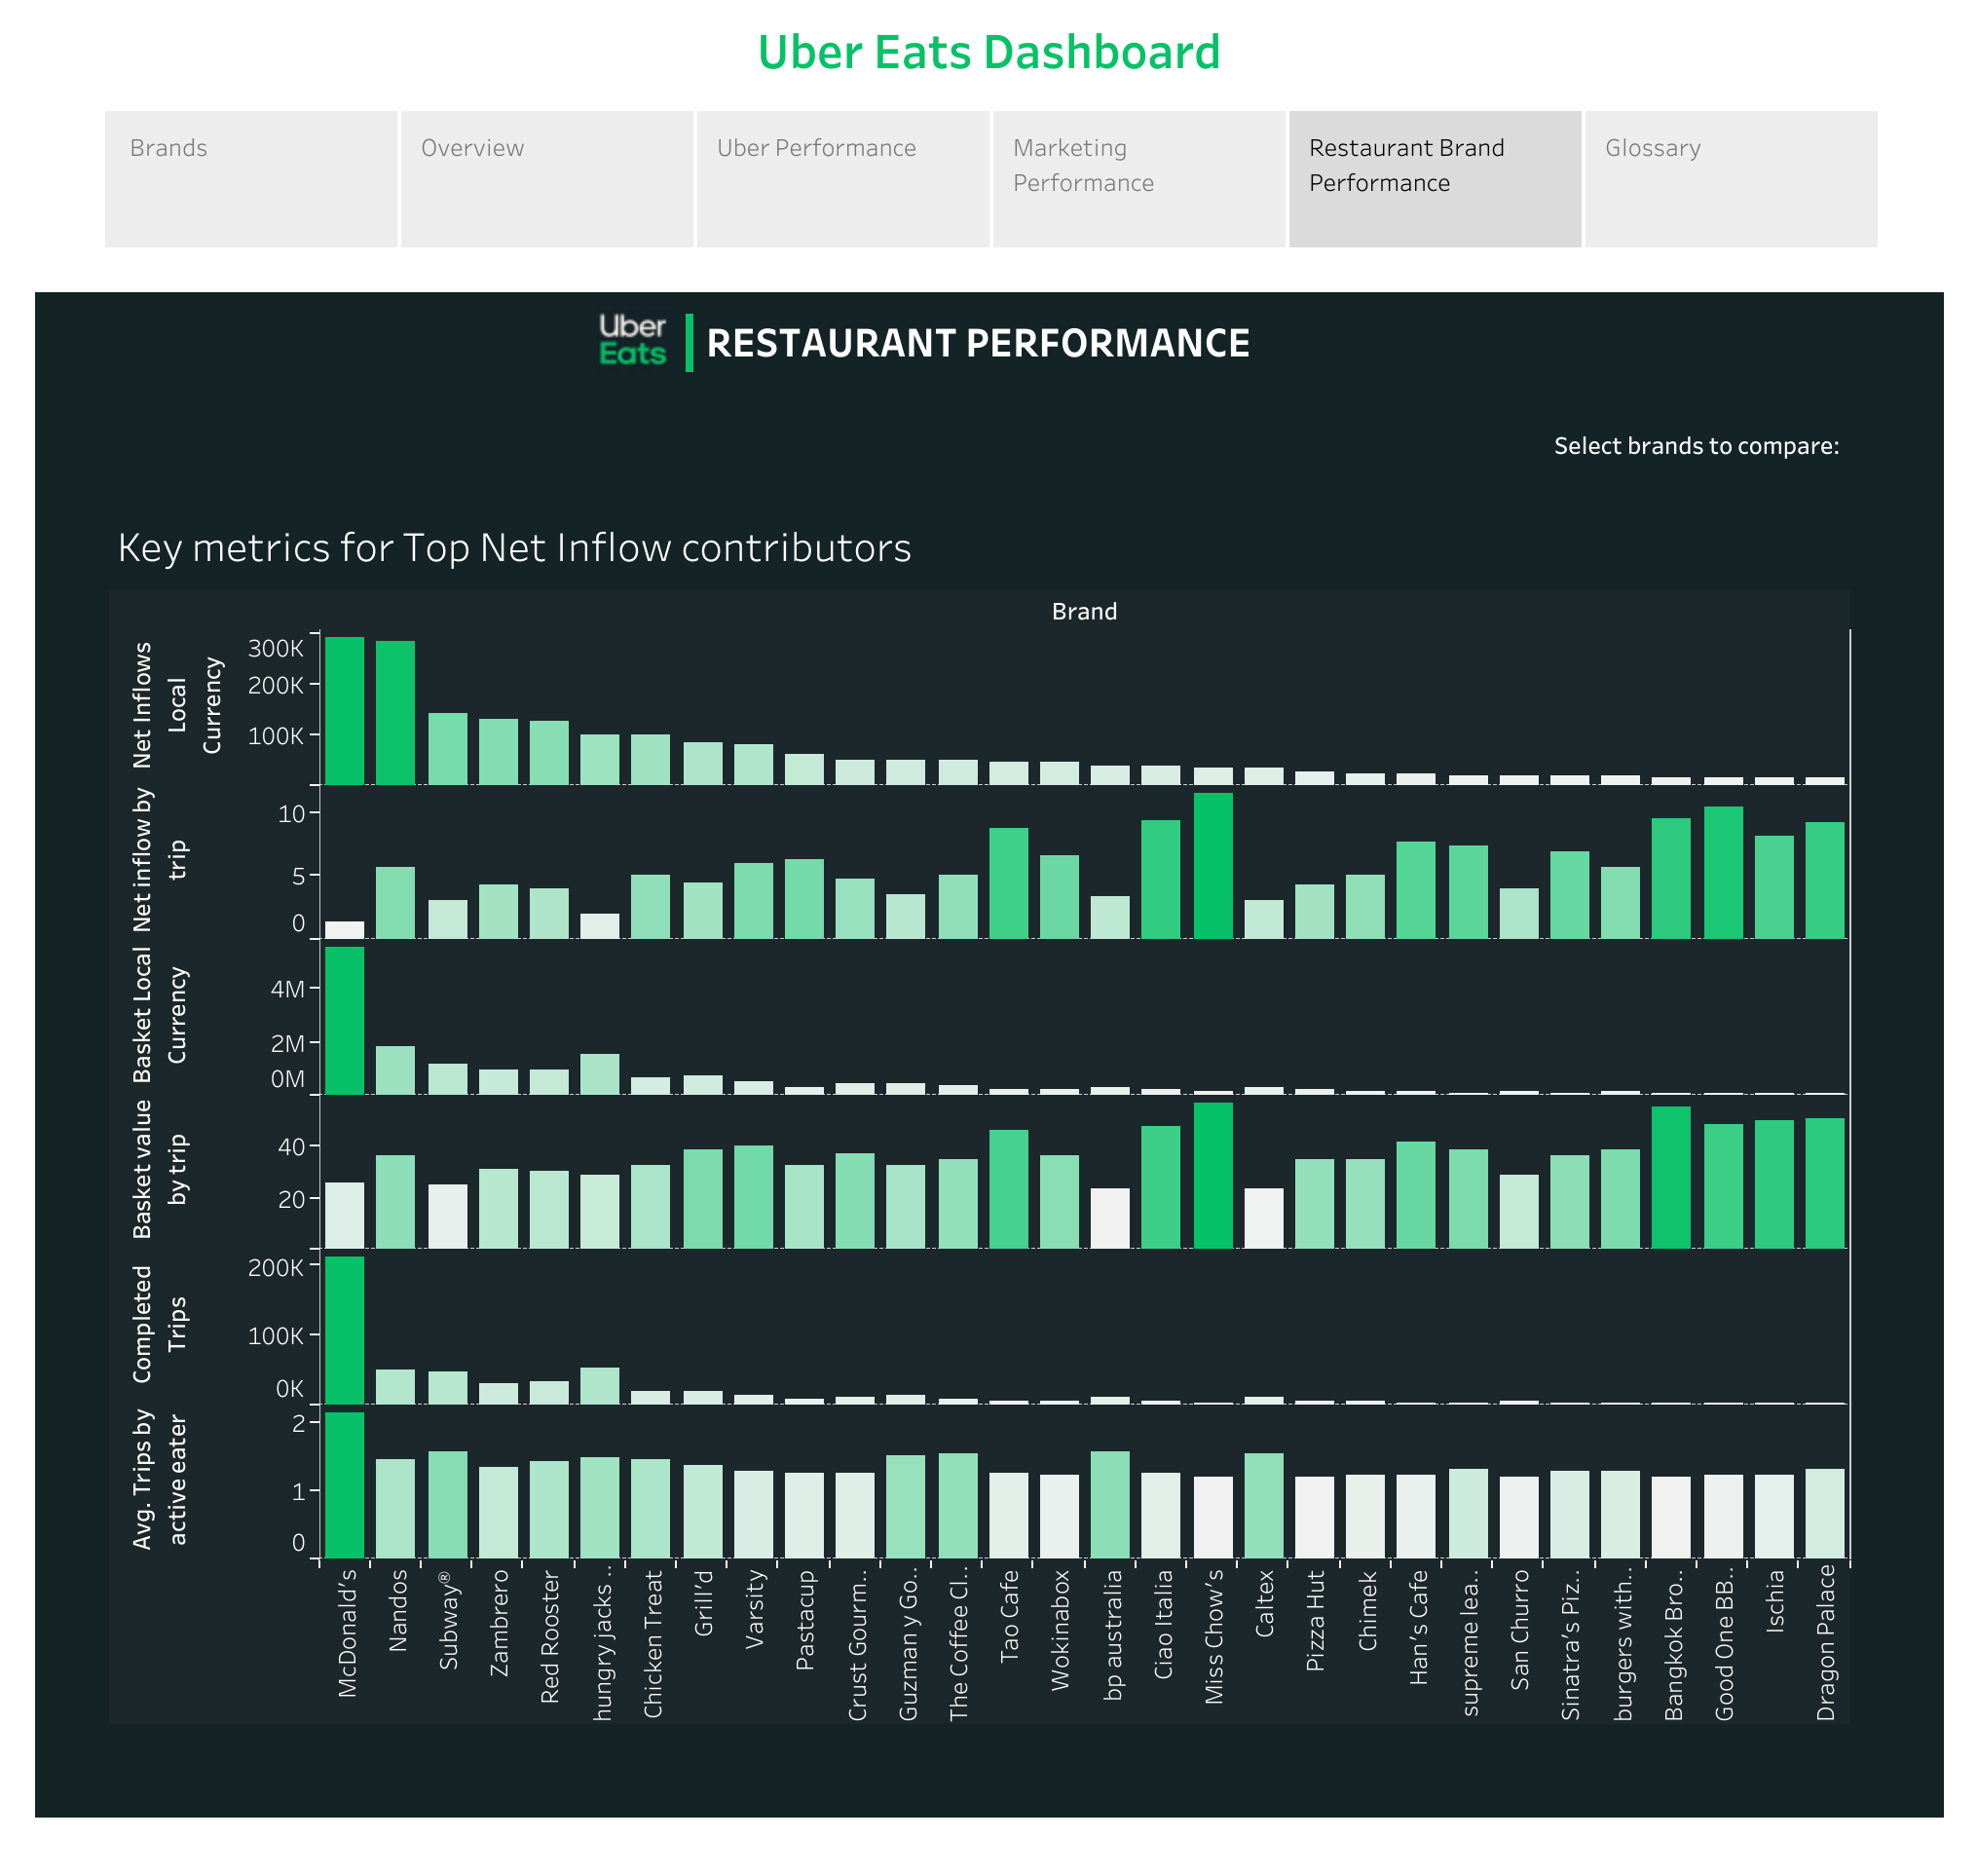 Uber Eats Dashboard
Brands
Overview
Uber Performance
Marketing
Performance
Restaurant Brand
Performance
Glossary
Uber
Eats
RESTAURANT PERFORMANCE
Select brands to compare:
Key metrics for Top Net Inflow contributors
Brand
Net Inflows
Local
Currency
300K
200K
100K
Net inflow by
trip
10
5
0
Basket Local
Currency
4M
2M
0M
Basket value
by trip
40
20
Completed
Trips
200K
100K
0K
Avg. Trips by
active eater
2
1
0
McDonald's
Nandos
Subway®
Zambrero
Red Rooster
hungry jacks ..
Chicken Treat
Grill'd
Varsity
Pastacup
Crust Gourm..
Guzman y Go..
The Coffee Cl..
Tao Cafe
Wokinabox
bp australia
Ciao Italia
Miss Chow's
Caltex
Pizza Hut
Chimek
Han's Cafe
supreme lea..
San Churro
Sinatra's Piz..
burgers with..
Bangkok Bro..
Good One BB..
Ischia
Dragon Palace